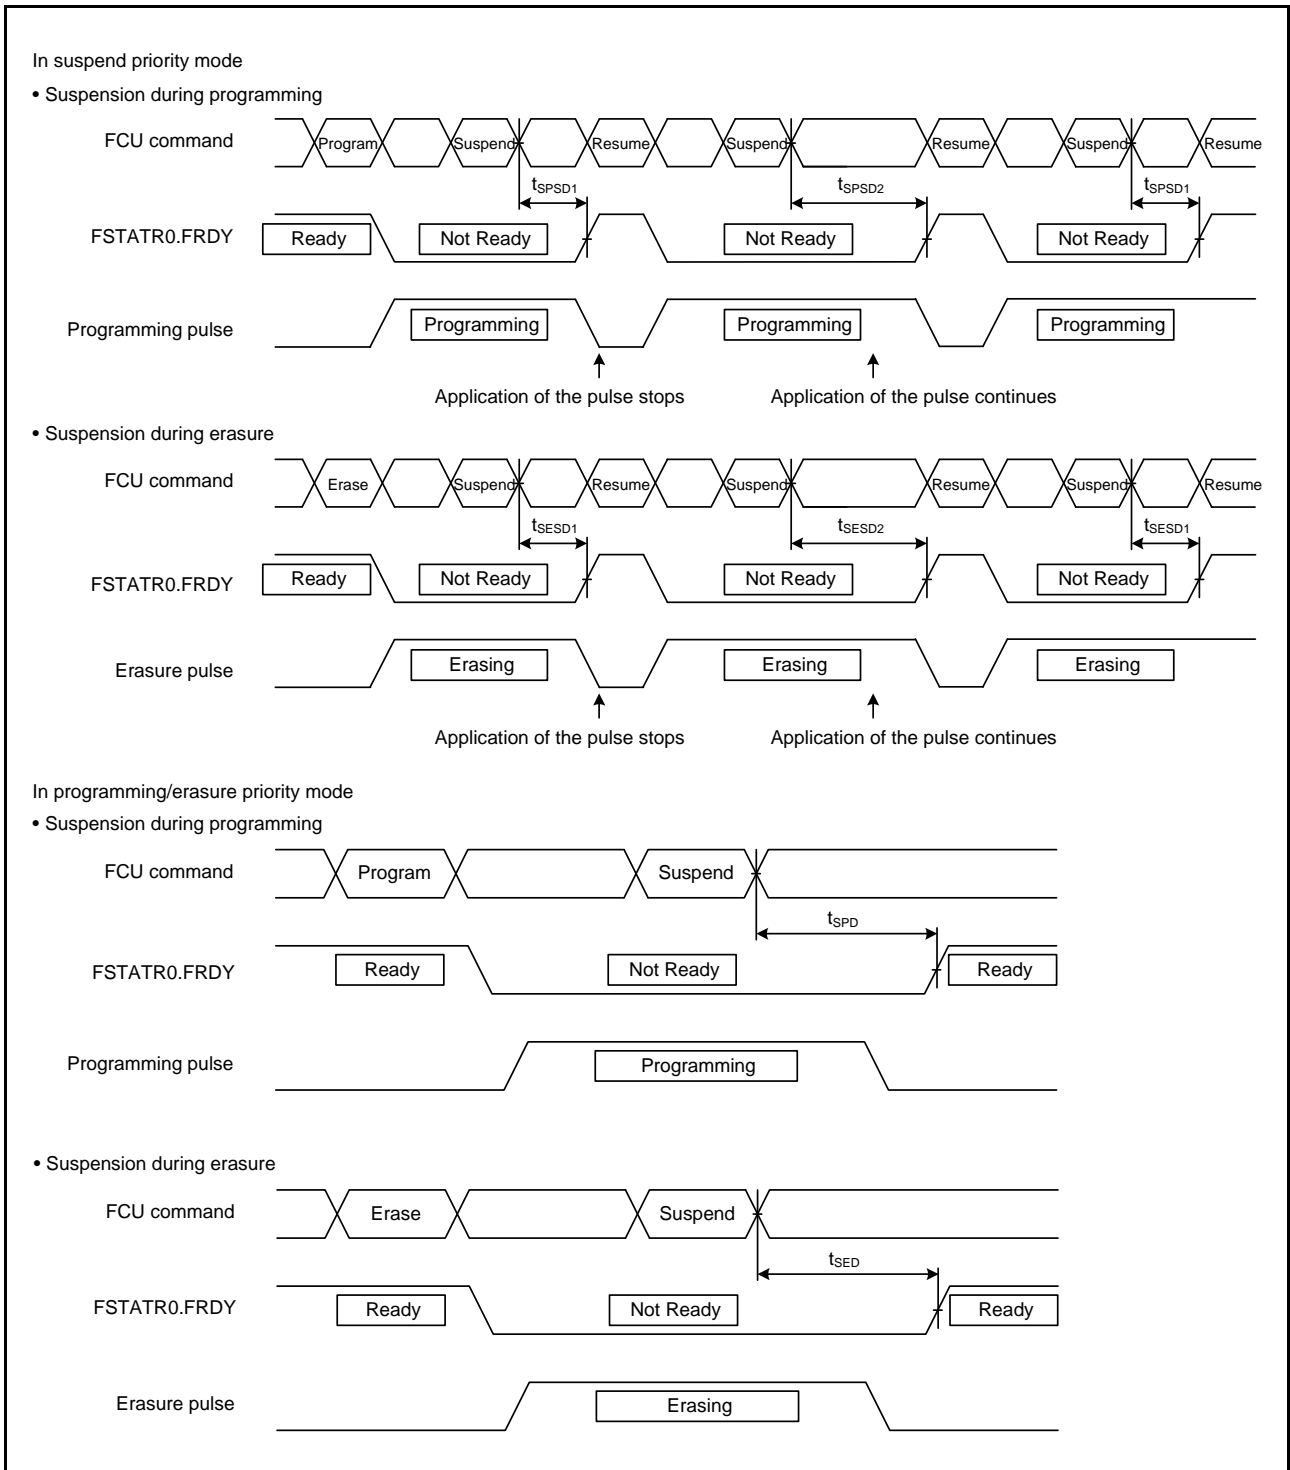 In suspend priority mode
• Suspension during programming
FCU command
Program Suspend Resume Suspend Resume Suspend Resume
tSPSD1 tSPSD2 tSPSD1
FSTATR0.FRDY
Ready Not Ready Not Ready Not Ready
Programming pulse
Programming Programming Programming
Application of the pulse stops Application of the pulse continues
• Suspension during erasure
FCU command
Erase Suspend Resume Suspend Resume Suspend Resume
tSESD1 tSESD2 tSESD1
FSTATR0.FRDY
Ready Not Ready Not Ready Not Ready
Erasure pulse
Erasing Erasing Erasing
Application of the pulse stops Application of the pulse continues
In programming/erasure priority mode
• Suspension during programming
FCU command
Program Suspend
tSPD
FSTATR0.FRDY
Ready Not Ready Ready
Programming pulse
Programming
• Suspension during erasure
FCU command
Erase Suspend
tSED
FSTATR0.FRDY
Ready Not Ready Ready
Erasure pulse
Erasing